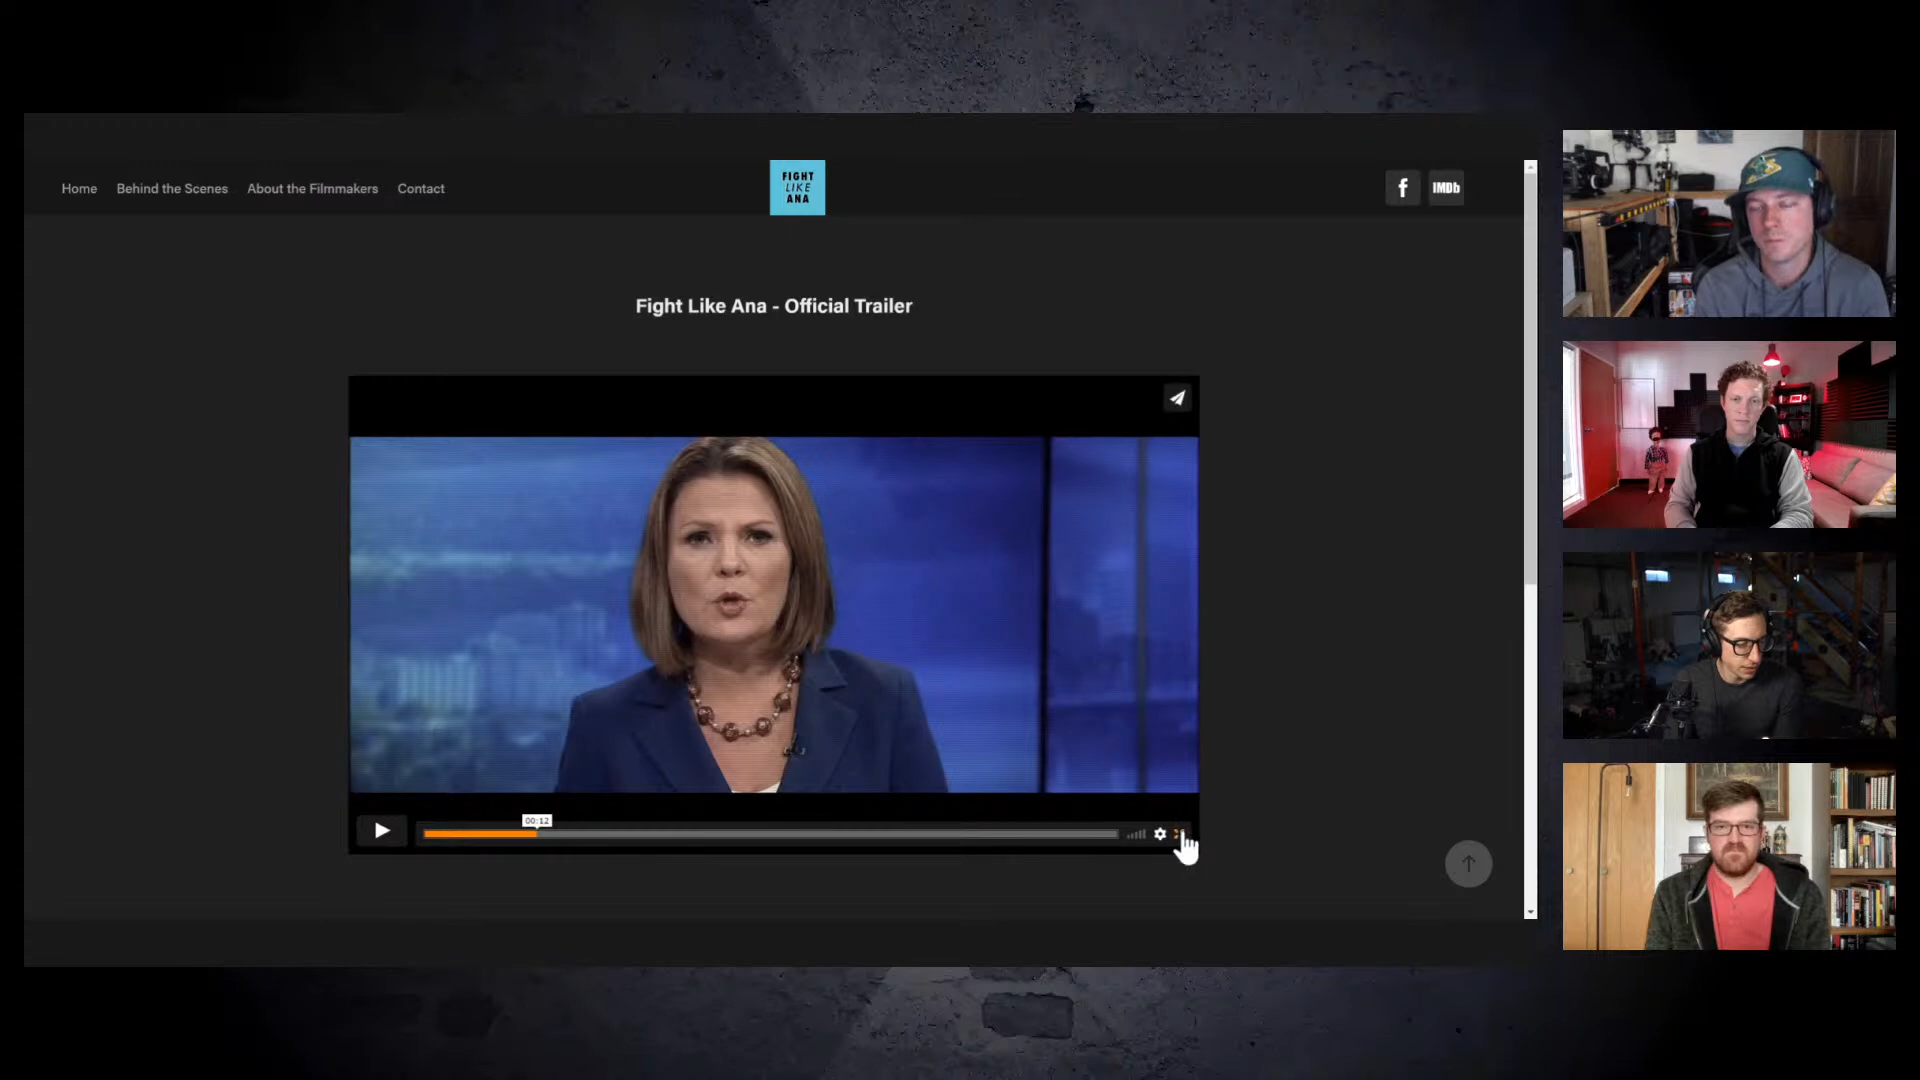 Home Behind the Scenes About the Filmmakers Contact
FIGHT
LIKE
ANA
f IMDb
Fight Like Ana - Official Trailer
00:12